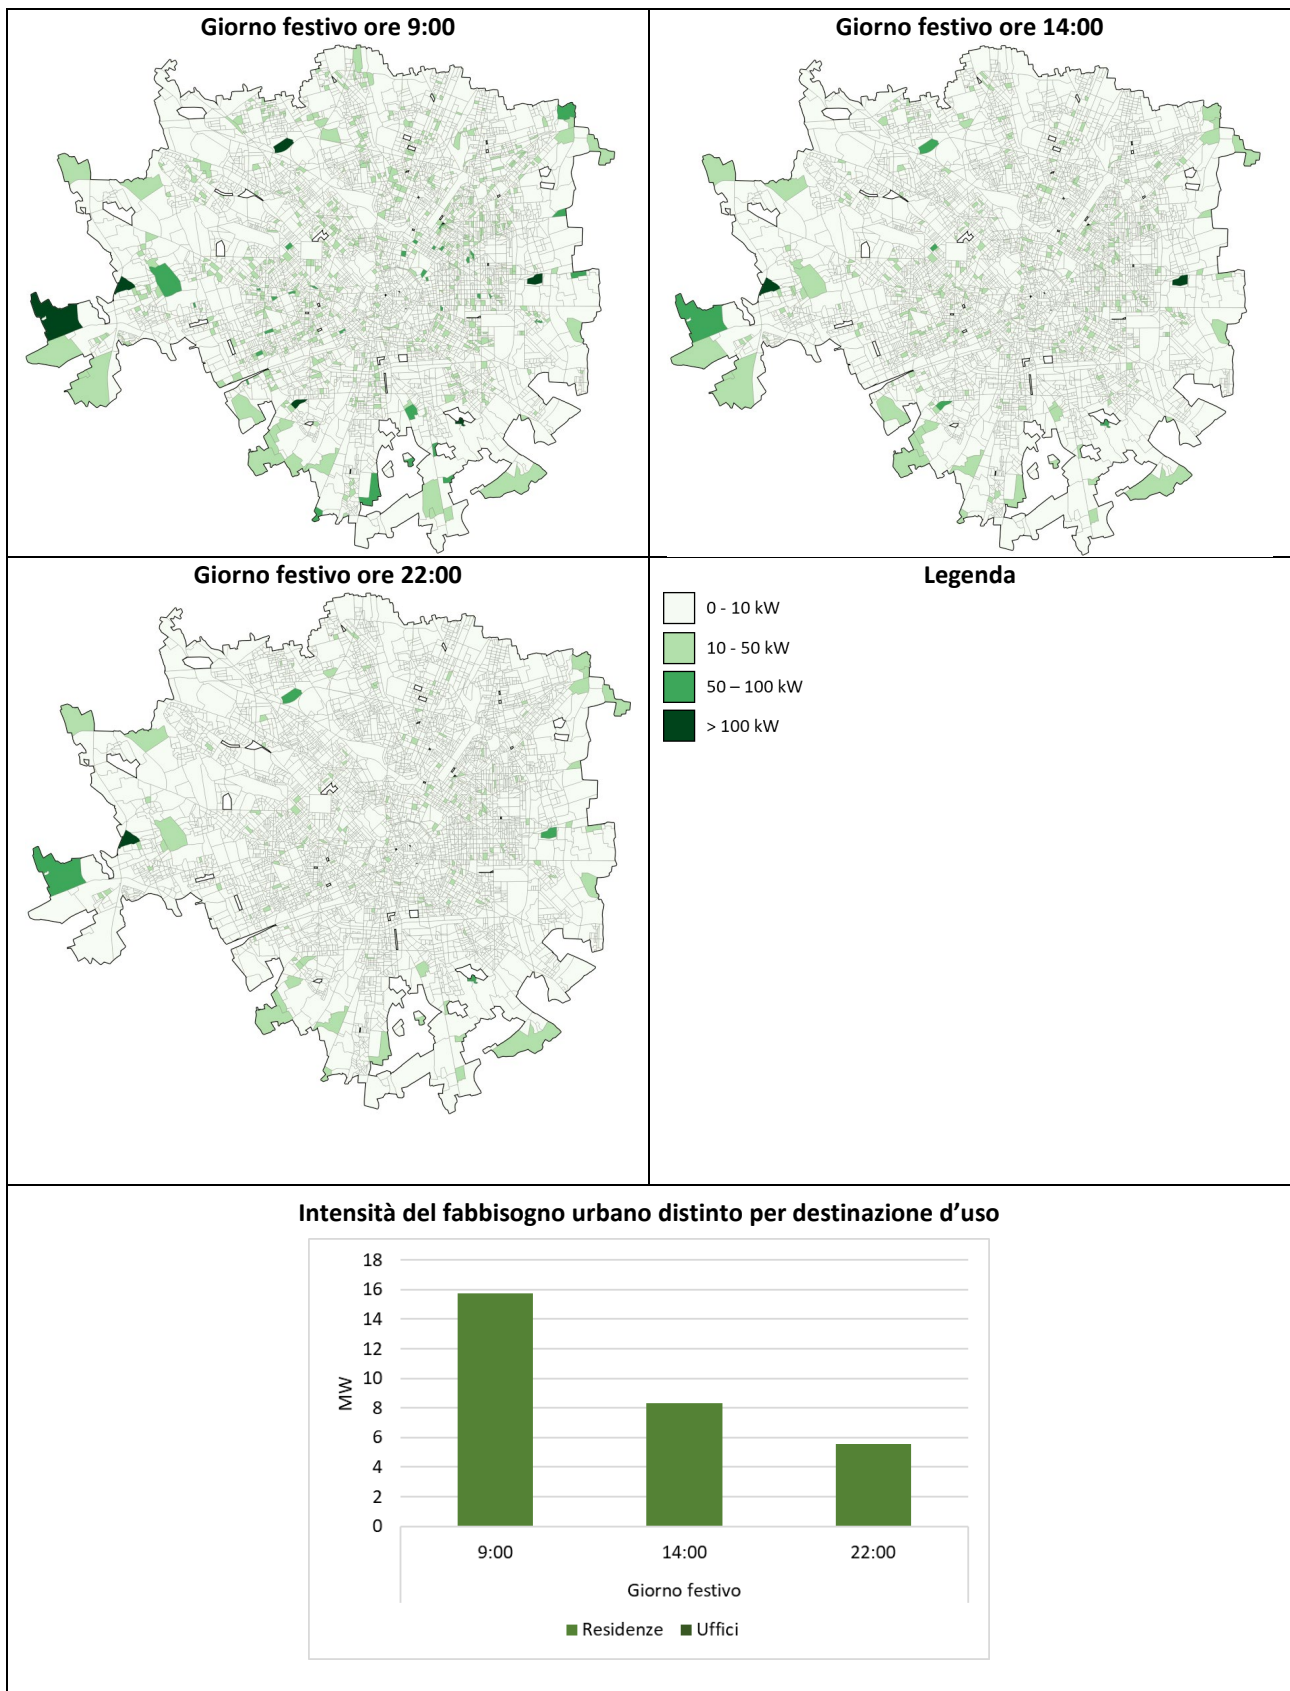 Giorno festivo ore 9:00
Giorno festivo ore 14:00
Giorno festivo ore 22:00
Legenda
0 - 10 kW
10 - 50 kW
50 – 100 kW
> 100 kW
Intensità del fabbisogno urbano distinto per destinazione d’uso
18
16
14
12
10
8
6
4
2
0
MW
9:00
14:00
22:00
Giorno festivo
Residenze
Uffici